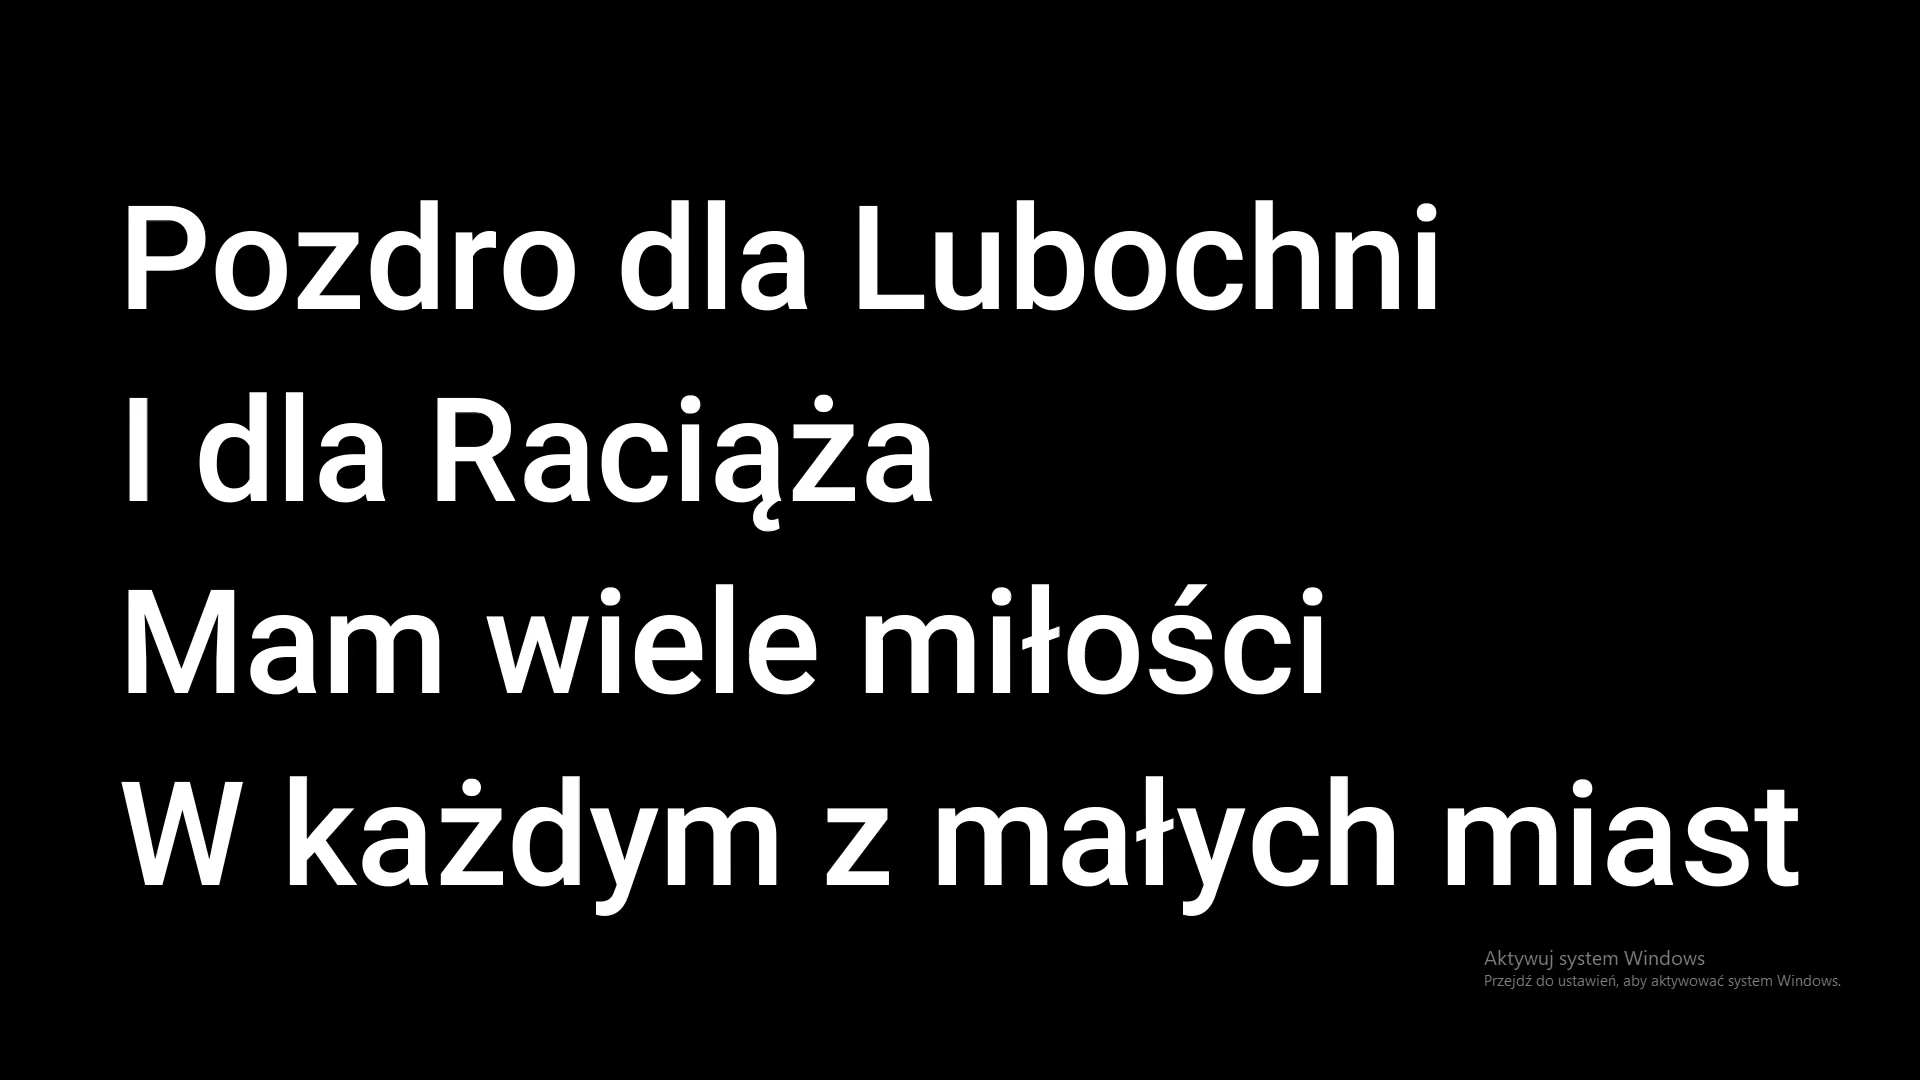 Pozdro dla Lubochni
I dla Raciąża
Mam wiele miłości
W każdym z małych miast
Aktywuj system Windows
Przejdź do ustawień, aby aktywować system Windows.